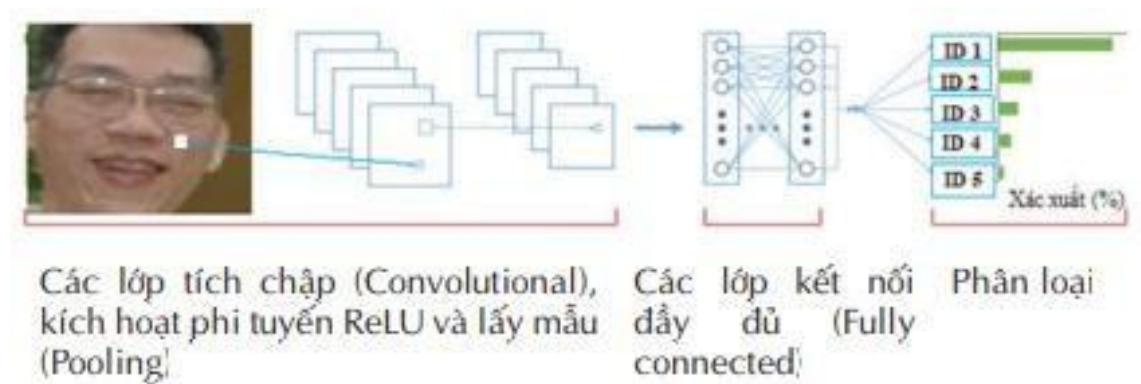 ID 1
ID 2
ID 3
ID 4
ID 5
Xác xuất (%)
Các lớp tích chập (Convolutional),
kích hoạt phi tuyến ReLU và lấy mẫu
(Pooling)
Các lớp kết nối
đầy đủ (Fully
connected)
Phân loại